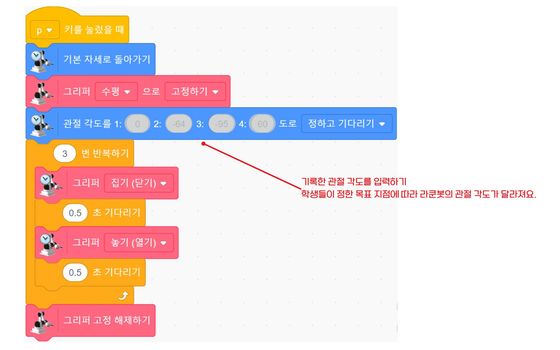 p 키를 눌렀을 때
기본 자세로 돌아가기
그리퍼 수평 으로 고정하기
관절 각도를 1: 0 2: -64 3: -95 4: 60 도로 정하고 기다리기
3 번 반복하기
기록한 관절 각도를 입력하기
학생들이 정한 목표 지점에 따라 라쿤봇의 관절 각도가 달라져요.
그리퍼 집기 (닫기)
0.5 초 기다리기
그리퍼 놓기 (열기)
0.5 초 기다리기
그리퍼 고정 해제하기